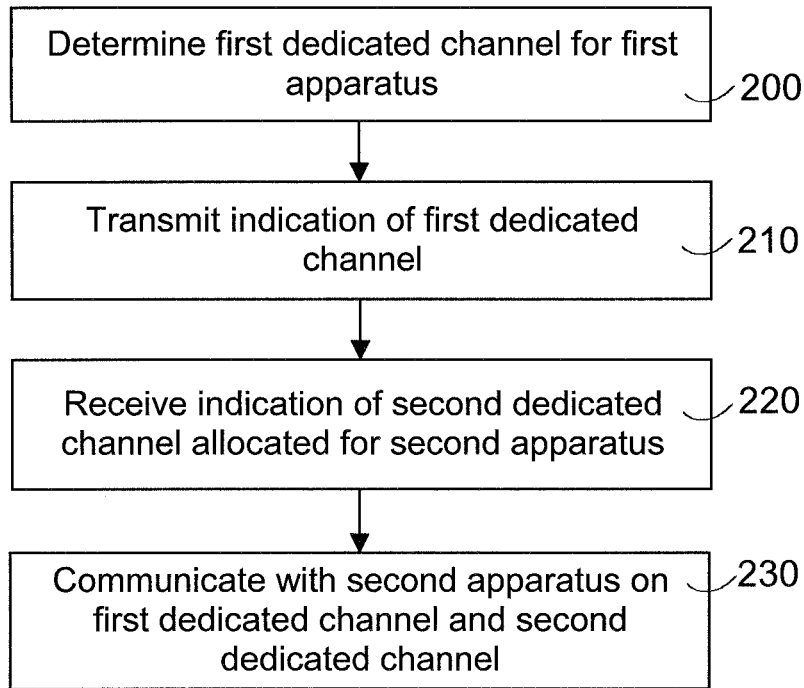 Determine first dedicated channel for first
apparatus
200
Transmit indication of first dedicated
channel
210
Receive indication of second dedicated
channel allocated for second apparatus
220
Communicate with second apparatus on
first dedicated channel and second
dedicated channel
230